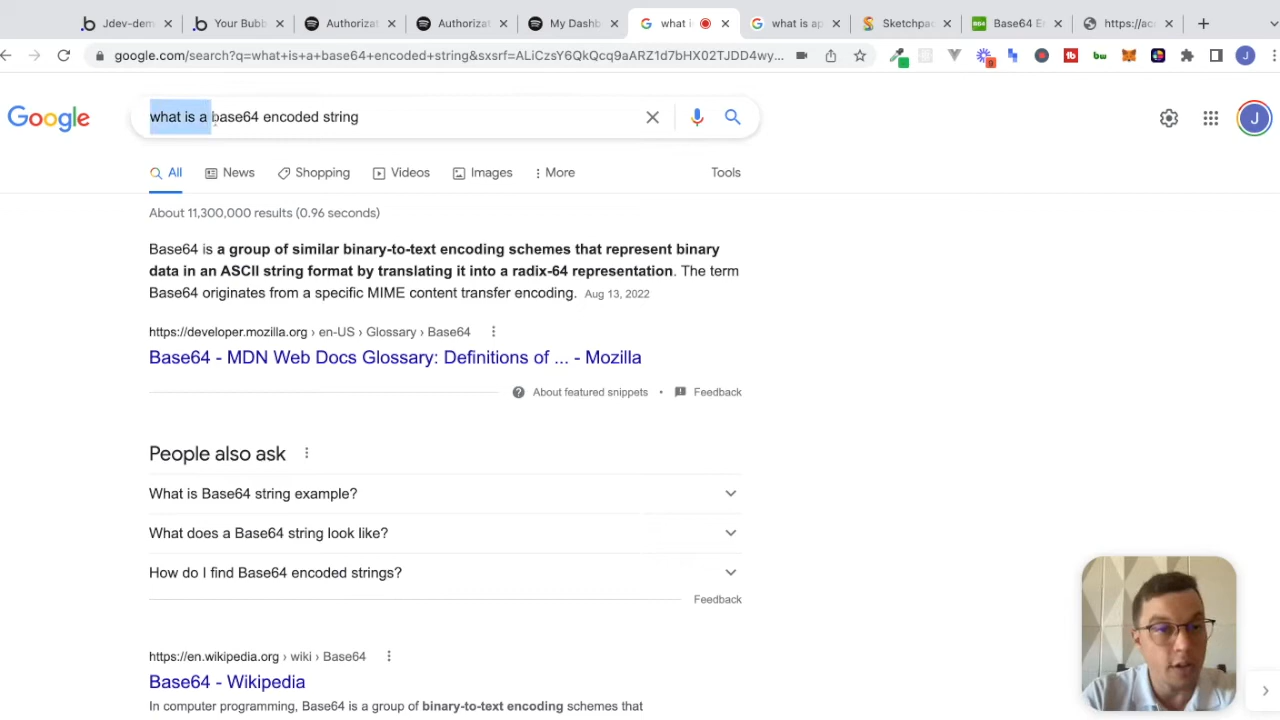 Jdev-dem
Your Bubb
Authorizat
Authorizat
My Dashb
what i
what is ap
Sketchpac
B64
Base64 E
https://ac
google.com/search?q=what+is+a+base64+encoded+string&sxsrf=ALiCzsY6QkQcq9aARZ1d7bHX02TJDD4wy...
J
Google
what is a base64 encoded string
J
All
News
Shopping
Videos
Images
More
Tools
About 11,300,000 results (0.96 seconds)
Base64 is a group of similar binary-to-text encoding schemes that represent binary
data in an ASCII string format by translating it into a radix-64 representation. The term
Base64 originates from a specific MIME content transfer encoding. Aug 13, 2022
https://developer.mozilla.org › en-US › Glossary › Base64
Base64 - MDN Web Docs Glossary: Definitions of ... - Mozilla
About featured snippets • Feedback
People also ask
What is Base64 string example?
What does a Base64 string look like?
How do I find Base64 encoded strings?
Feedback
https://en.wikipedia.org › wiki › Base64
Base64 - Wikipedia
In computer programming, Base64 is a group of binary-to-text encoding schemes that